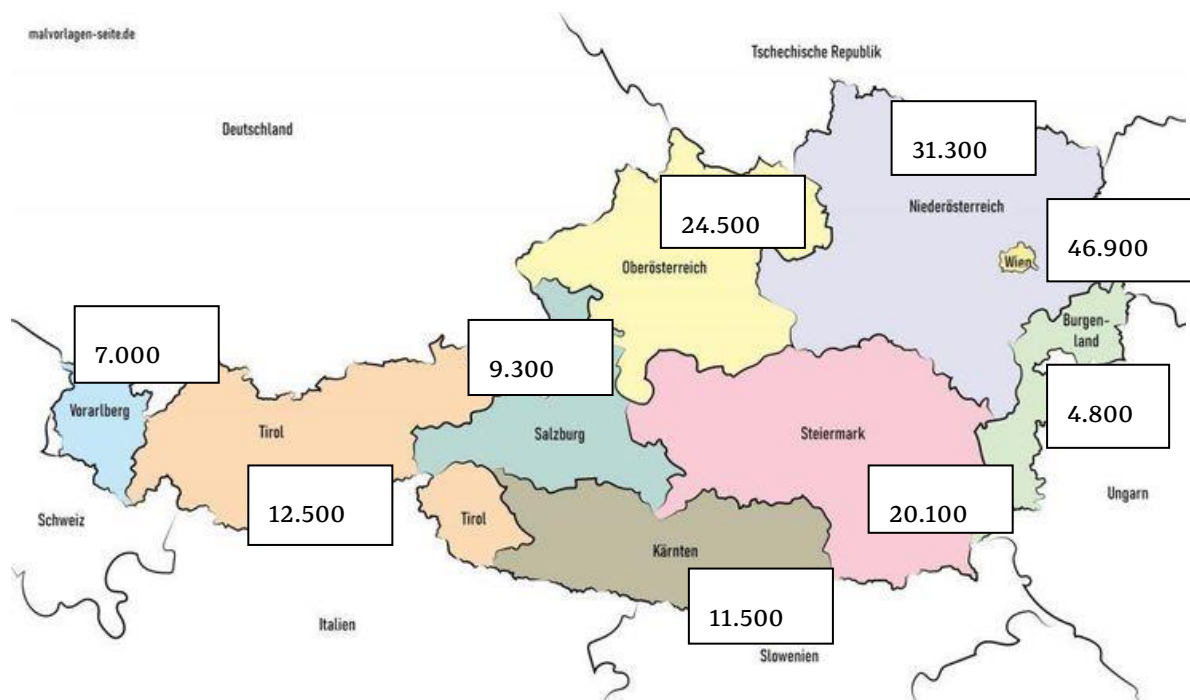 malvorlagen-seite.de
Tschechische Republik
Deutschland
31.300
Niederösterreich
24.500
46.900
Wien
Oberösterreich
Burgen-
land
7.000
9.300
4.800
Vorarlberg
Tirol
Salzburg
Steiermark
Ungarn
12.500
20.100
Schweiz
Tirol
Kärnten
11.500
Italien
Slowenien